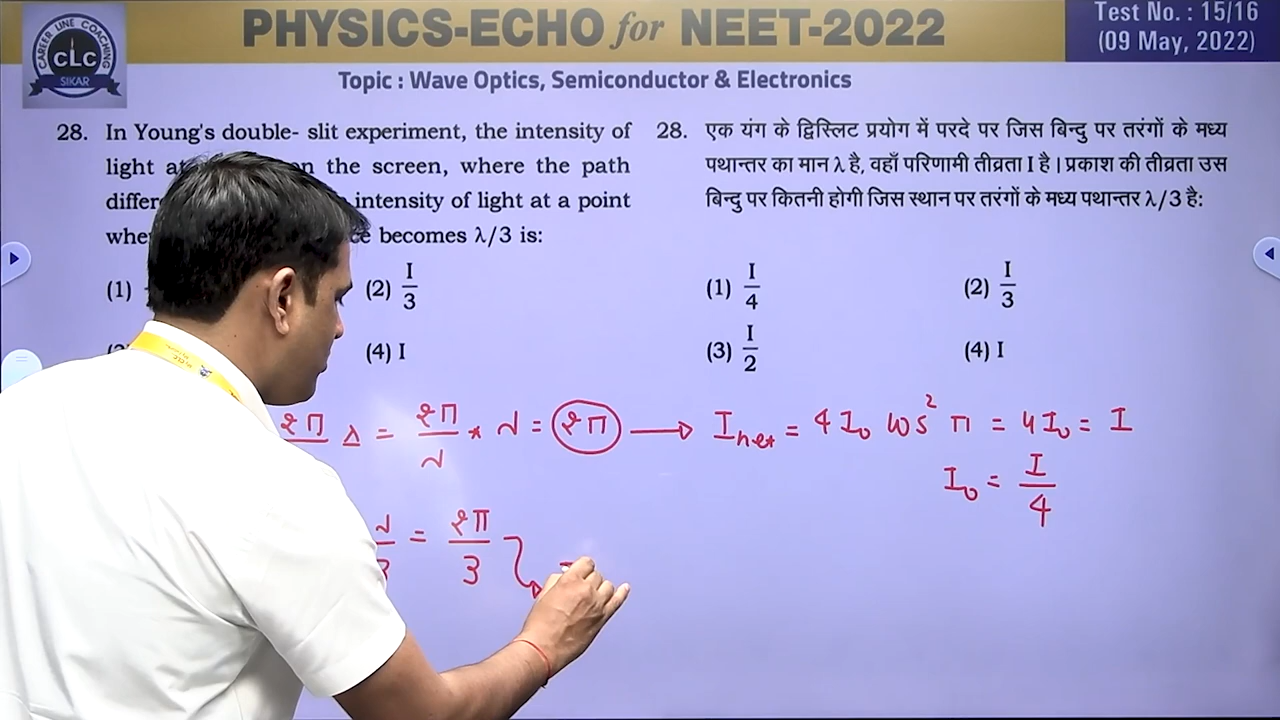 PHYSICS-ECHO for NEET-2022
Test No. : 15/16
(09 May, 2022)
CAREER LINE COACHING
CLC
SIKAR
Topic : Wave Optics, Semiconductor & Electronics
28. In Young's double- slit experiment, the intensity of
light at on the screen, where the path
intensity of light at a point
becomes λ/3 is:
(1)
(2) I/3
(4) I
28. एक यंग के द्विस्लिट प्रयोग में परदे पर जिस बिन्दु पर तरंगों के मध्य
पथान्तर का मान λ है, वहाँ परिणामी तीव्रता I है। प्रकाश की तीव्रता उस
बिन्दु पर कितनी होगी जिस स्थान पर तरंगों के मध्य पथान्तर λ/3 है:
(1) I/4
(2) I/3
(3) I/2
(4) I
2π Δ = 2π/λ * λ = 2π → Inet = 4I₀ cos² π = 4I₀ = I
I₀ = I/4
λ/3 = 2π/3